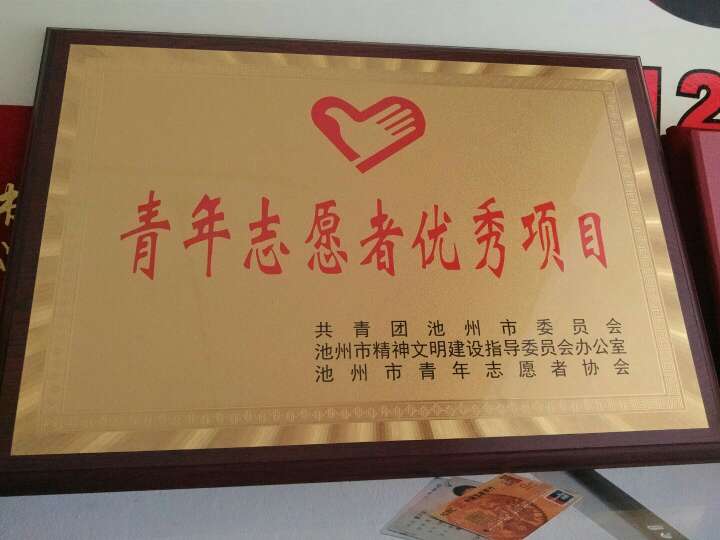 青年志愿者优秀项目
共青团池州市委员会
池州市精神文明建设指导委员会办公室
池州市青年志愿者协会
12